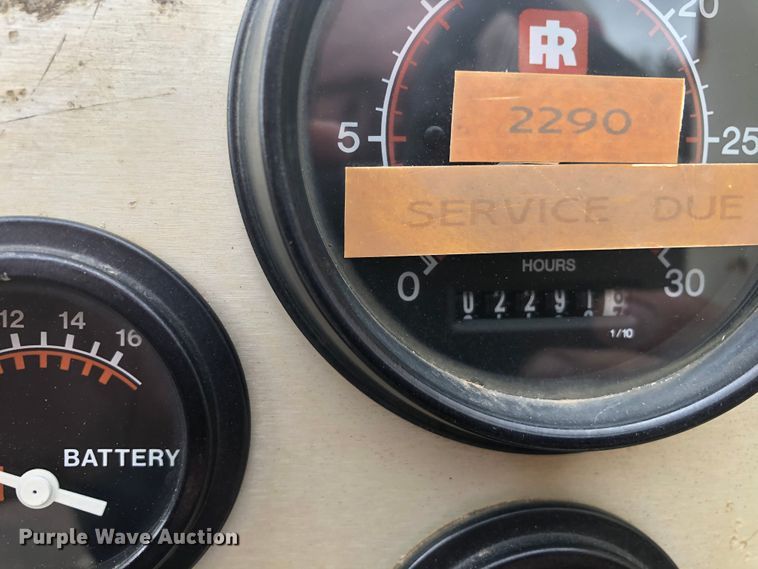 20
IR
2290
5
25
SERVICE DUE
HOURS
0
30
02291
1/10
12
14
16
BATTERY
Purple Wave Auction